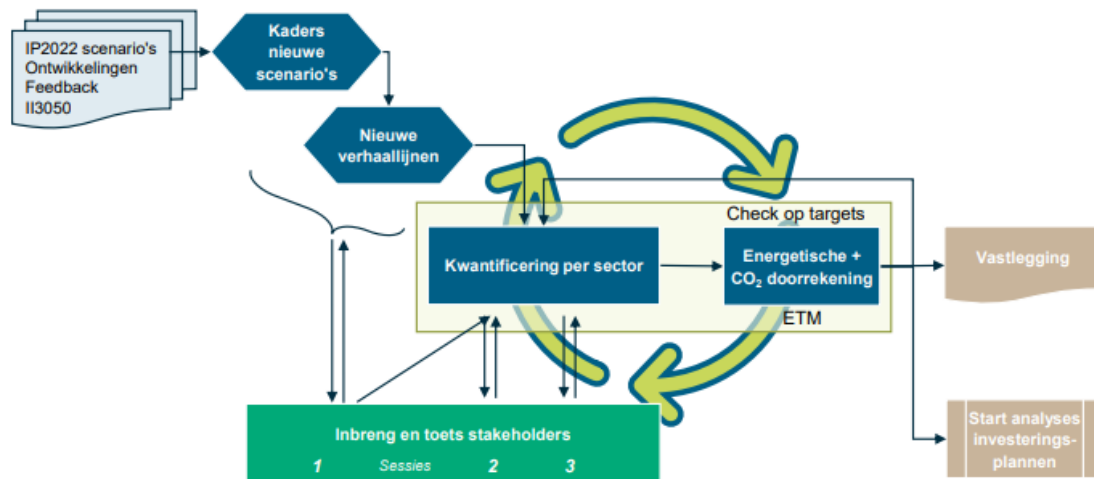 IP2022 scenario's
Ontwikkelingen
Feedback
II3050
Kaders
nieuwe
scenario's
Nieuwe
verhaallijnen
Check op targets
Kwantificering per sector
Energetische +
CO₂ doorrekening
ETM
Vastlegging
Inbreng en toets stakeholders
1 Sessies 2 3
Start analyses
investerings-
plannen